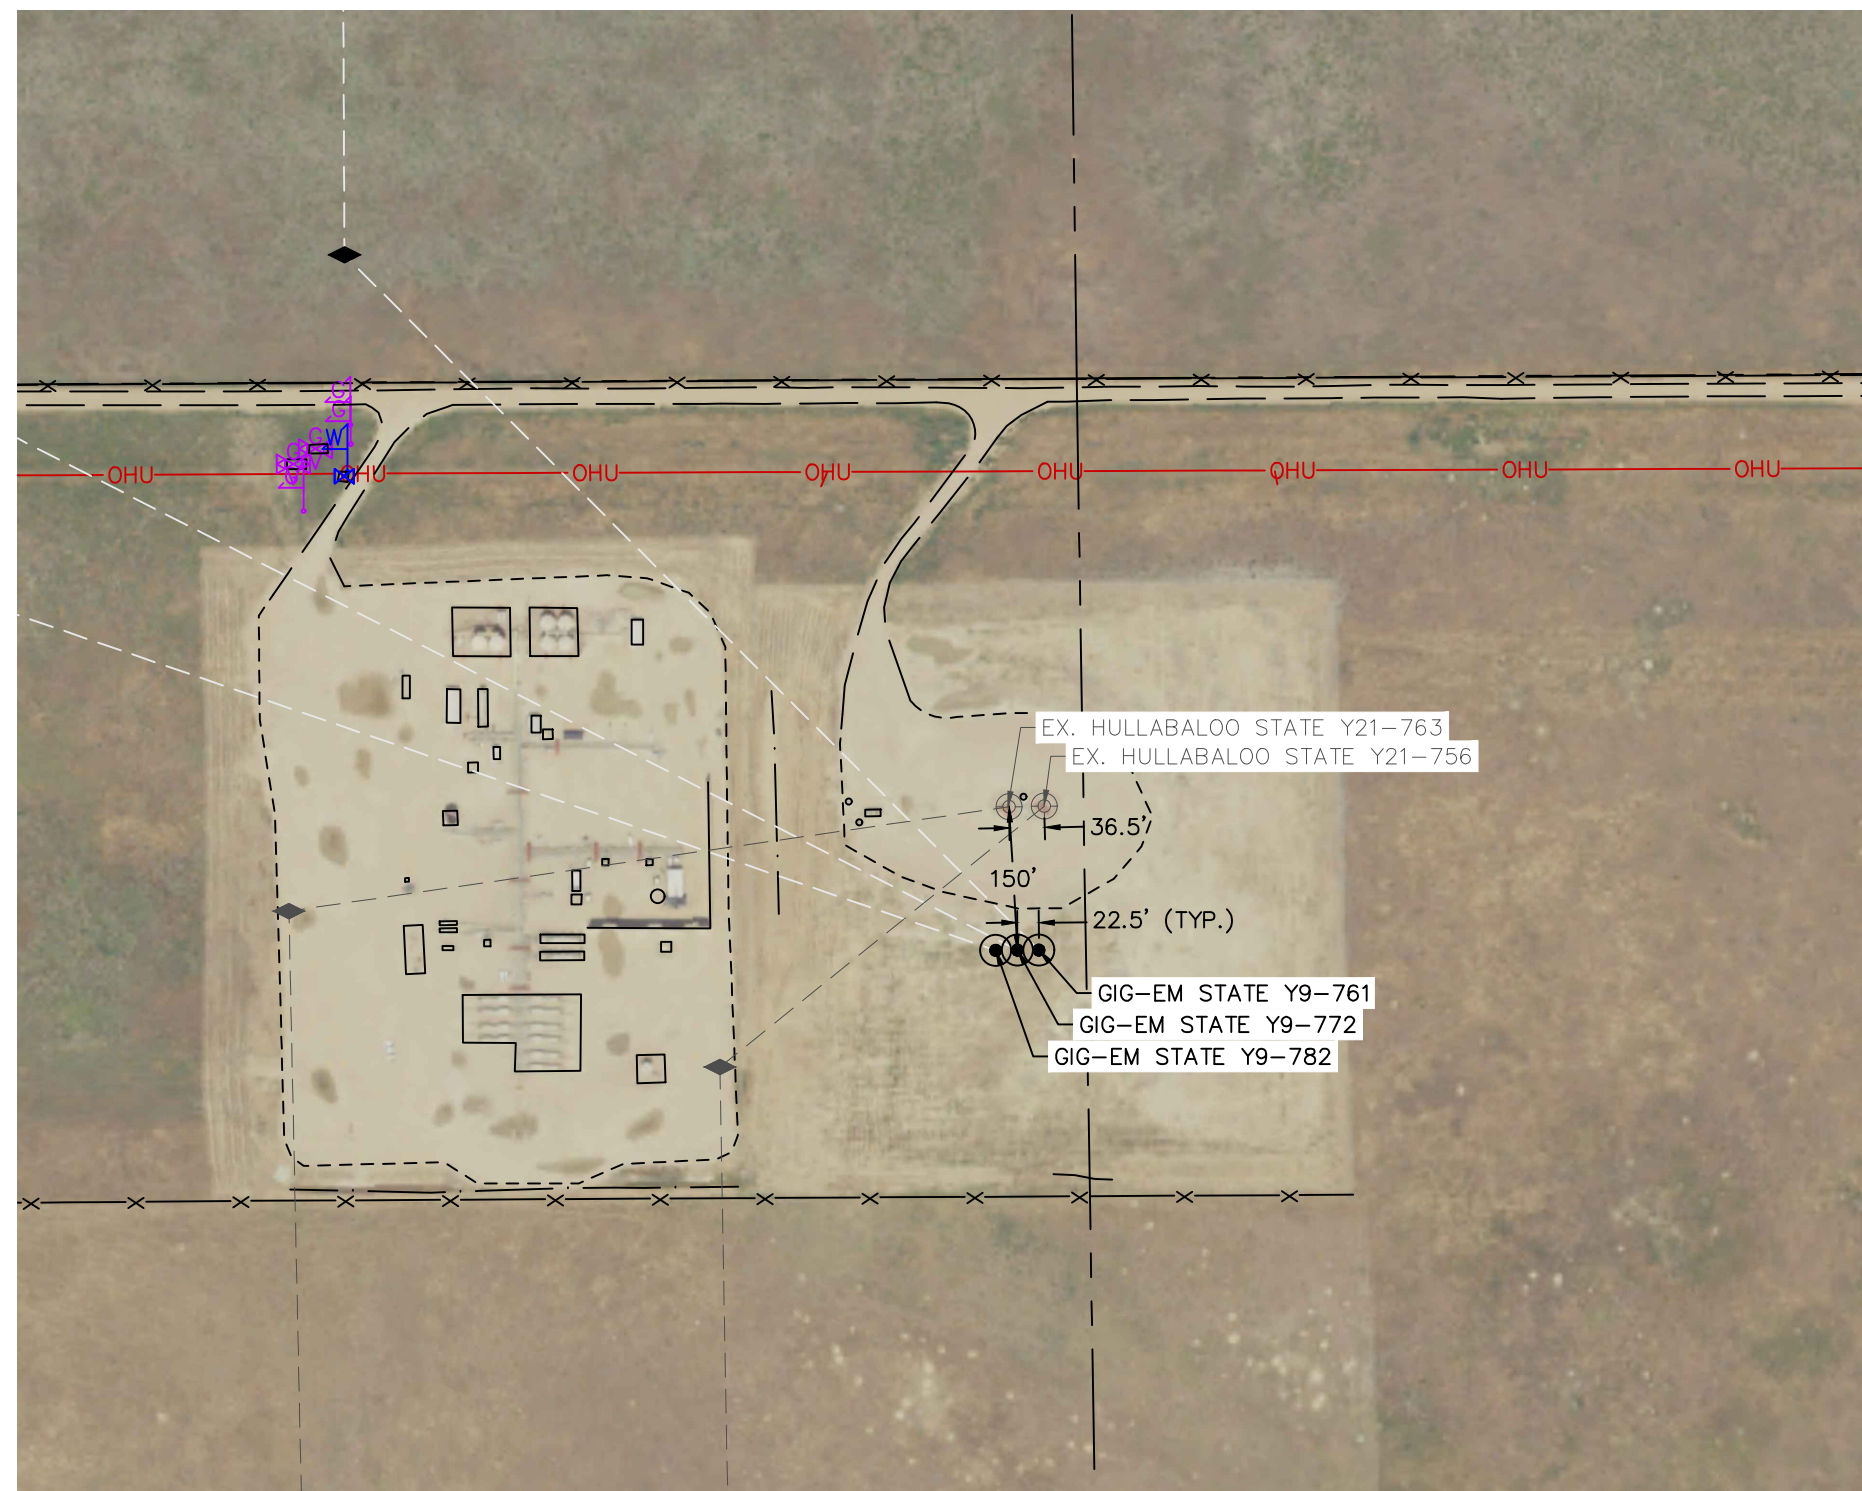 G
G
W
G
G
G
OHU
OHU
OHU
OHU
OHU
OHU
OHU
OHU
EX. HULLABALOO STATE Y21-763
EX. HULLABALOO STATE Y21-756
36.5'
150'
22.5' (TYP.)
GIG-EM STATE Y9-761
GIG-EM STATE Y9-772
GIG-EM STATE Y9-782